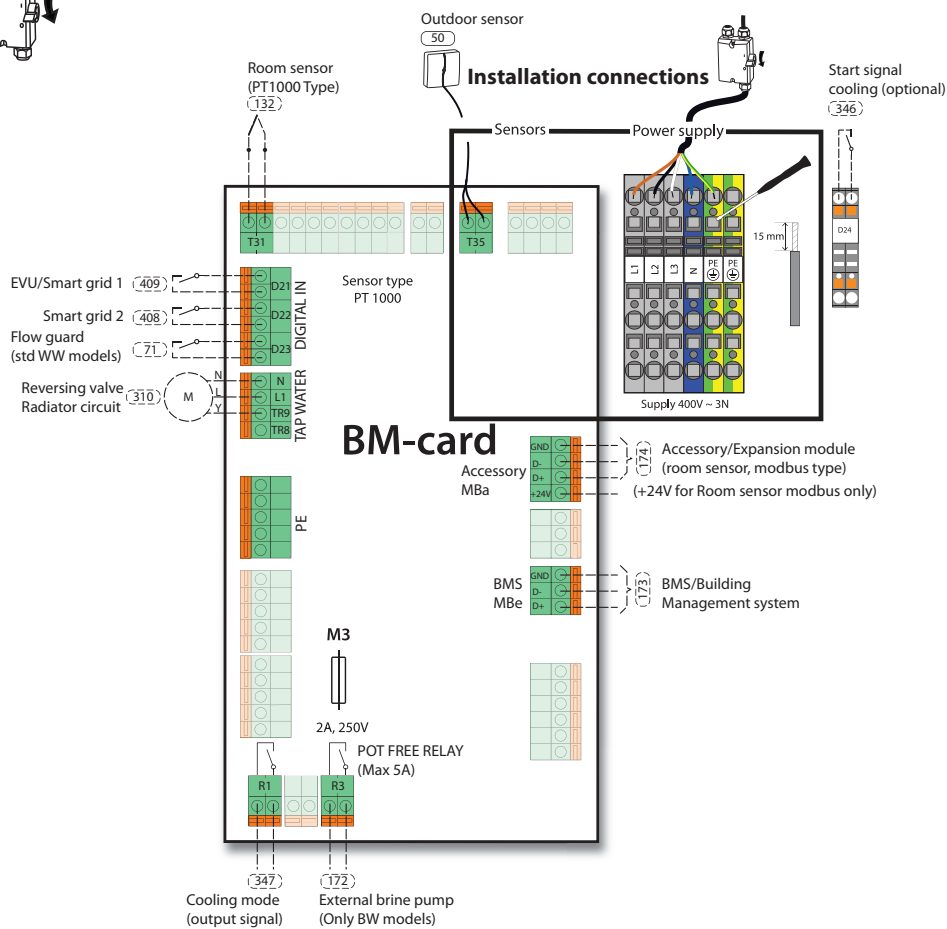 Outdoor sensor
50
Installation connections
Room sensor
(PT1000 Type)
132
Start signal
cooling (optional)
346
Sensors
Power supply
T31
T35
D24
15 mm
L1
L2
L3
N
PE
PE
Supply 400V ~ 3N
Sensor type
PT 1000
EVU/Smart grid 1
409
D21
Smart grid 2
408
D22
Flow guard
(std WW models)
71
D23
DIGITAL IN
Reversing valve
Radiator circuit
310
M
N
L
Y
N
L1
TR9
TR8
TAP WATER
BM-card
Accessory
MBa
GND
D-
D+
+24V
174
Accessory/Expansion module
(room sensor, modbus type)
(+24V for Room sensor modbus only)
PE
BMS
MBe
GND
D-
D+
173
BMS/Building
Management system
M3
2A, 250V
POT FREE RELAY
(Max 5A)
R1
R3
347
172
Cooling mode
(output signal)
External brine pump
(Only BW models)